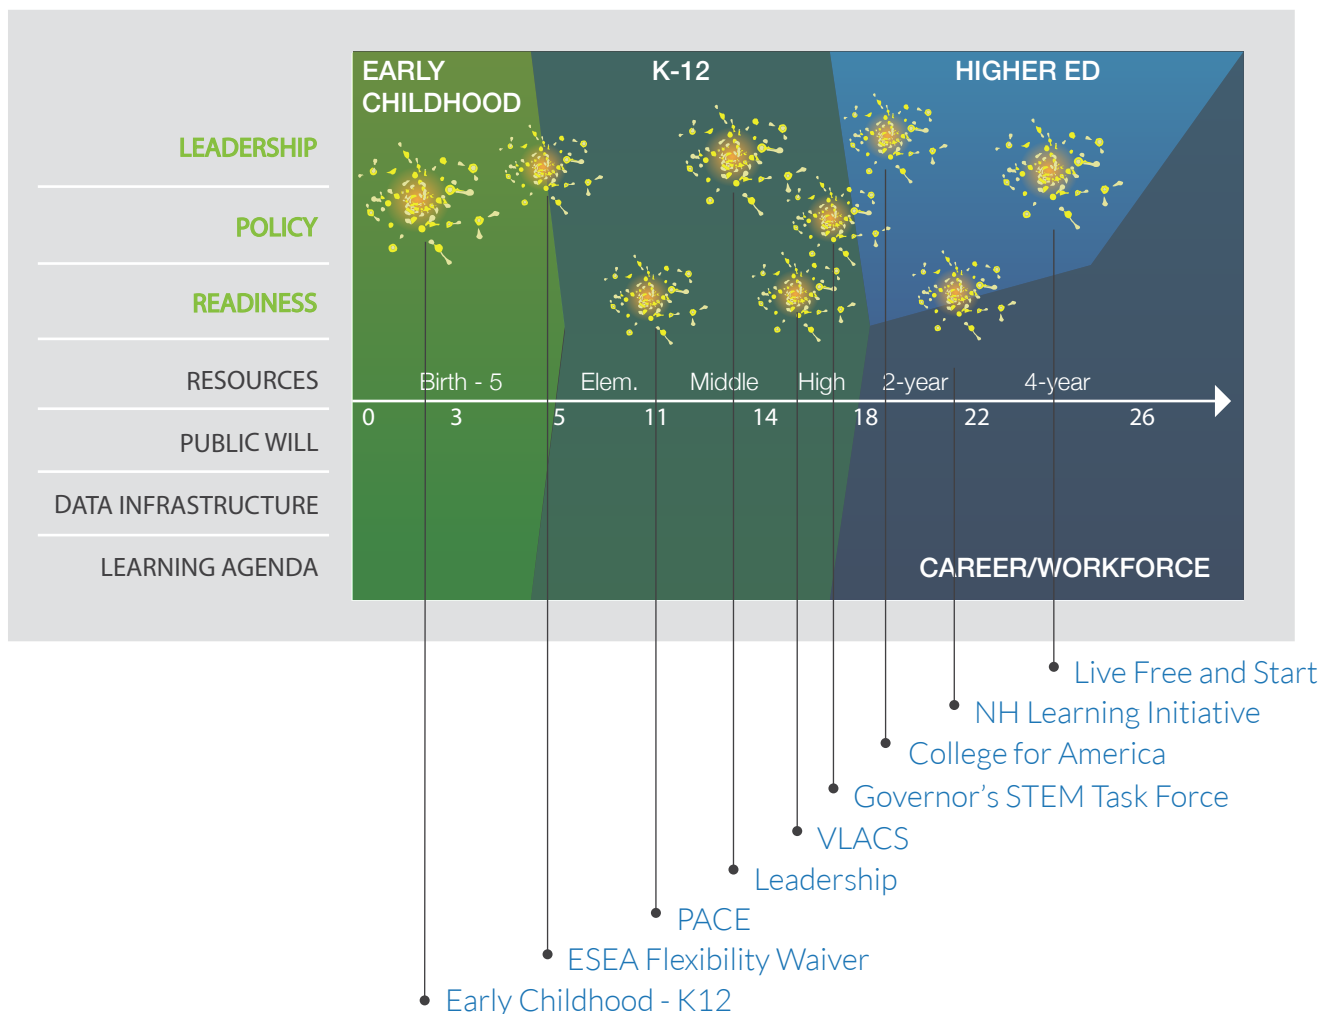 EARLY
CHILDHOOD
K-12
HIGHER ED
LEADERSHIP
POLICY
READINESS
RESOURCES
PUBLIC WILL
DATA INFRASTRUCTURE
LEARNING AGENDA
Birth - 5
Elem.
Middle
High
2-year
4-year
0
3
5
11
14
18
22
26
CAREER/WORKFORCE
Live Free and Start
NH Learning Initiative
College for America
Governor’s STEM Task Force
VLACS
Leadership
PACE
ESEA Flexibility Waiver
Early Childhood - K12